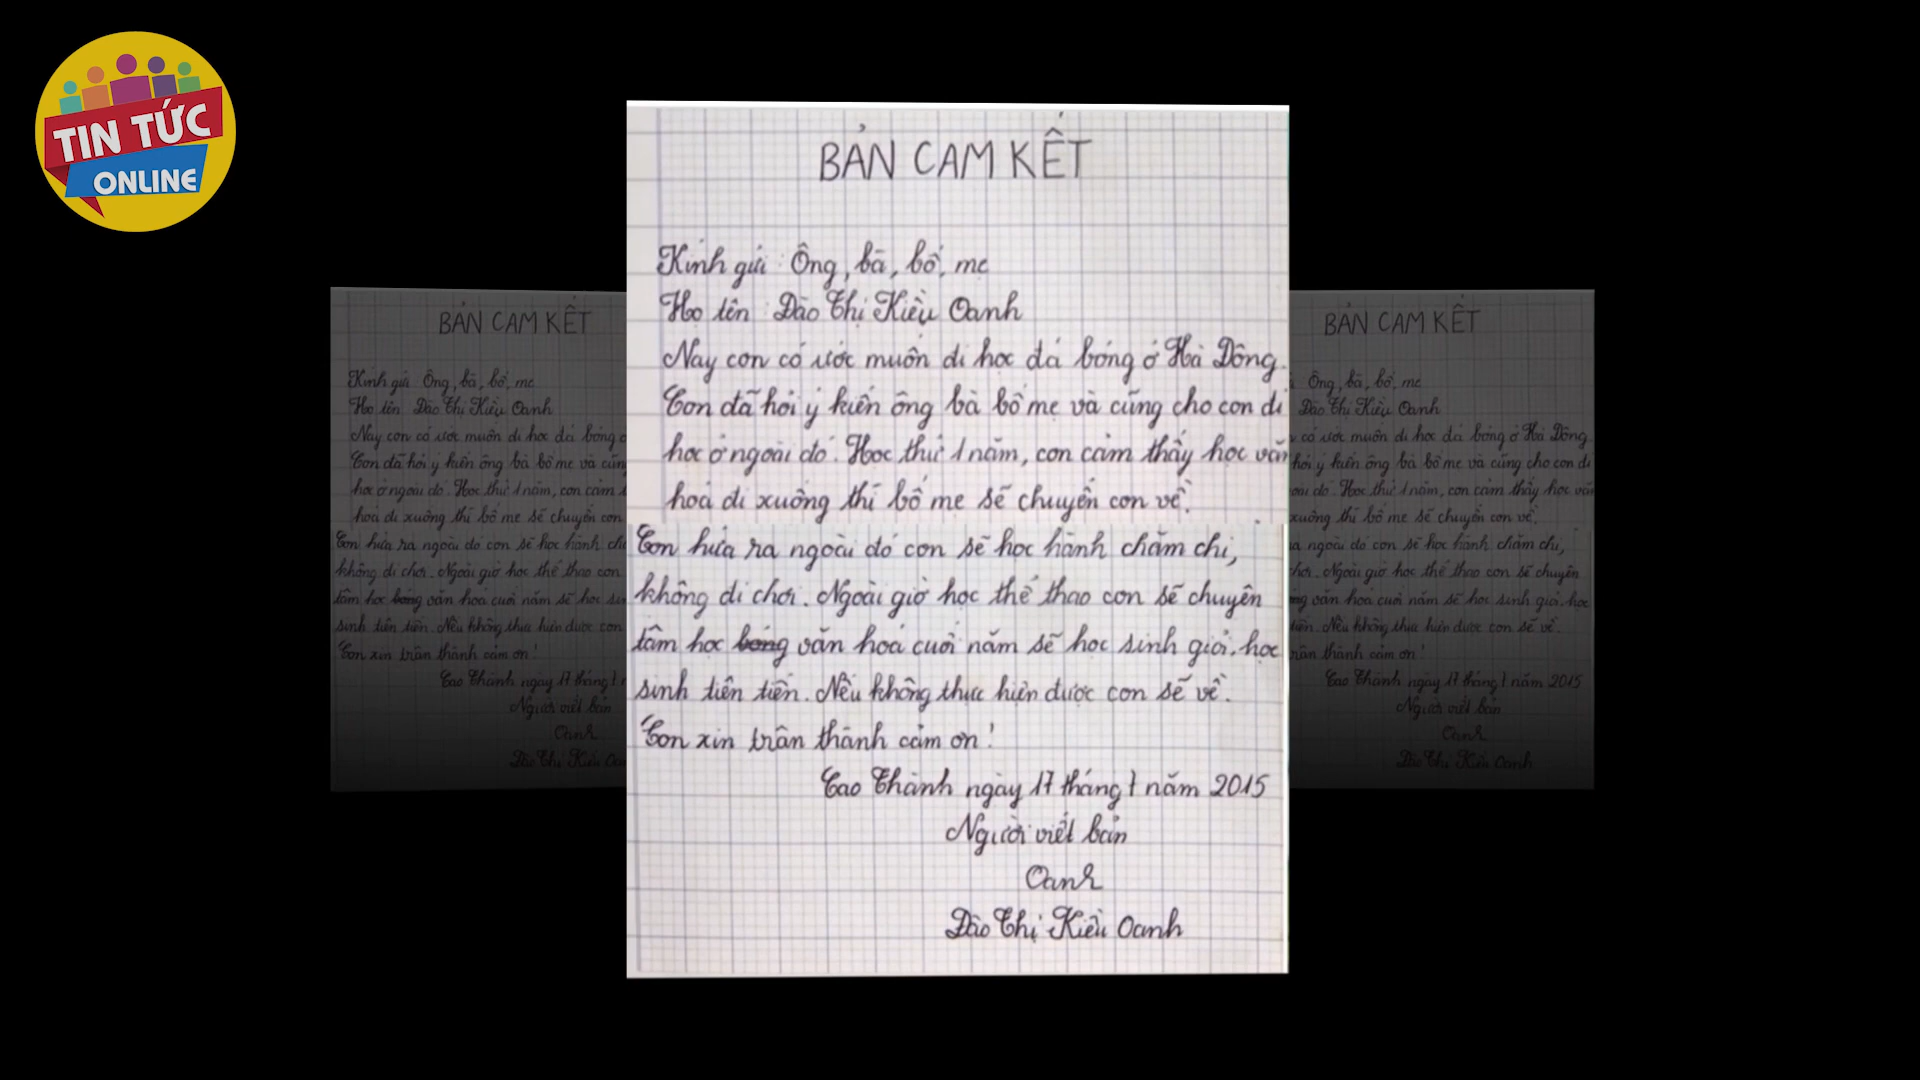 TIN TỨC
ONLINE
BẢN CAM KẾT
Kính gửi: Ông, bà, bố, mẹ
Họ tên Đào Thị Kiều Oanh
Nay con có ước muốn đi học đá bóng ở Hà Đông.
Con đã hỏi ý kiến ông bà bố mẹ và cũng cho con đi
học ở ngoài đó. Học thử 1 năm, con cảm thấy học văn
hoá đi xuống thì bố mẹ sẽ chuyển con về.
Con hứa ra ngoài đó con sẽ học hành chăm chỉ,
không đi chơi. Ngoài giờ học thể thao con sẽ chuyên
tâm học bóng văn hoá cuối năm sẽ học sinh giỏi, học
sinh tiên tiến. Nếu không thực hiện được con sẽ về.
Con xin trân thành cảm ơn!
Cao Thành ngày 17 tháng 1 năm 2015
Người viết bản
Oanh
Đào Thị Kiều Oanh